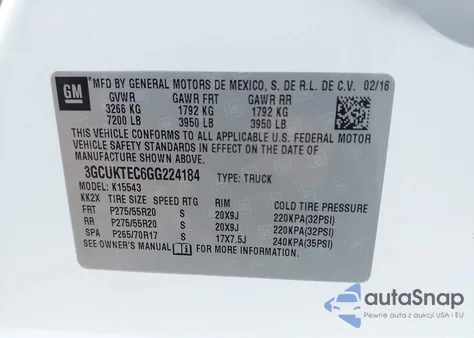 GM
MFD BY GENERAL MOTORS DE MEXICO, S. DE R.L. DE C.V. 02/16
GVWR GAWR FRT GAWR RR
3266 KG 1792 KG 1792 KG
7200 LB 3950 LB 3950 LB
THIS VEHICLE CONFORMS TO ALL APPLICABLE U.S. FEDERAL MOTOR
VEHICLE SAFETY STANDARDS IN EFFECT ON THE DATE OF
MANUFACTURE SHOWN ABOVE.
3GCUKTEC6GG224184 TYPE: TRUCK
MODEL: K15543
KK2X TIRE SIZE SPEED RTG RIM COLD TIRE PRESSURE
FRT P275/55R20 S 20X9J 220KPA(32PSI)
RR P275/55R20 S 20X9J 220KPA(32PSI)
SPA P265/70R17 S 17X7.5J 240KPA(35PSI)
SEE OWNER'S MANUAL FOR ADDITIONAL INFORMATION.
autoSnap
Pewne auta z aukcji USA i EU